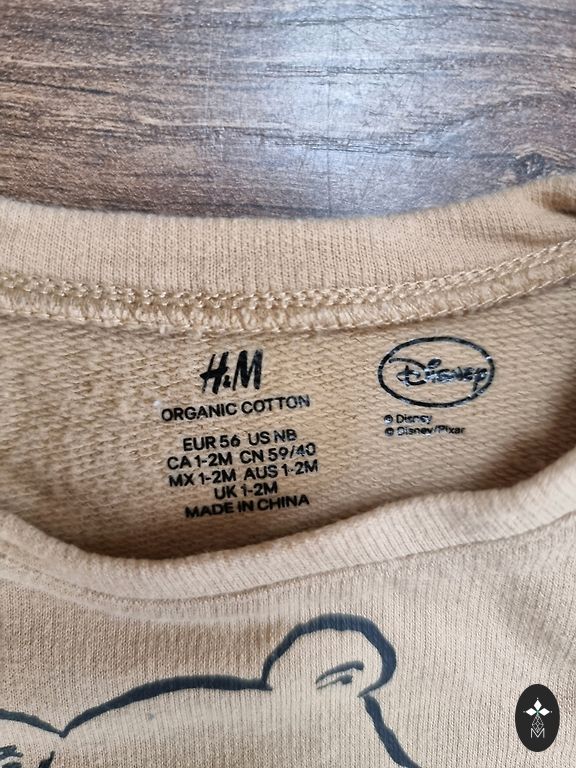 H&M
ORGANIC COTTON
EUR 56 US NB
CA 1-2M CN 59/40
MX 1-2M AUS 1-2M
UK 1-2M
MADE IN CHINA
Disney
© Disney
© Disney/Pixar
M